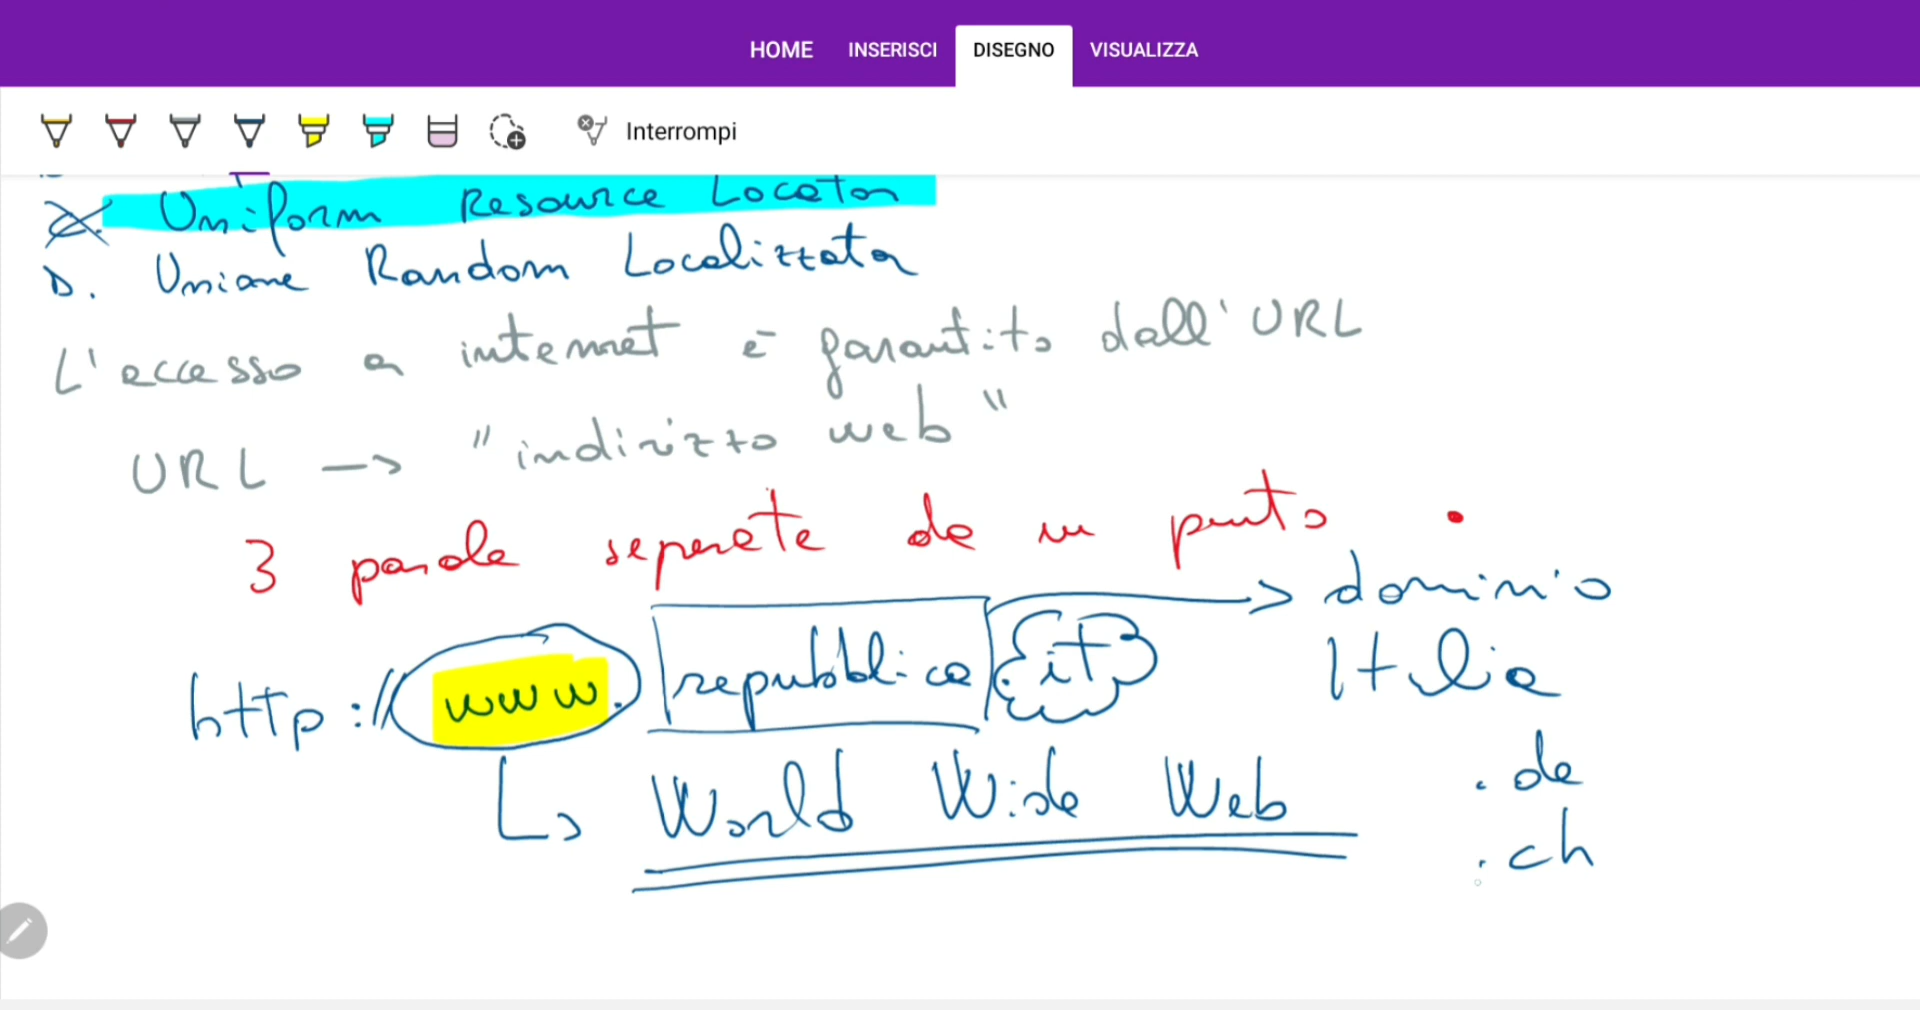 HOME INSERISCI DISEGNO VISUALIZZA
Interrompi
Uniform Resource Locator
D. Unione Random Localizzata
L'accesso a internet è garantito dall'URL
URL -> "indirizzo web"
3 parole separate da un punto .
http://www.repubblica.it -> dominio
Italia
↳ World Wide Web
.de
.ch